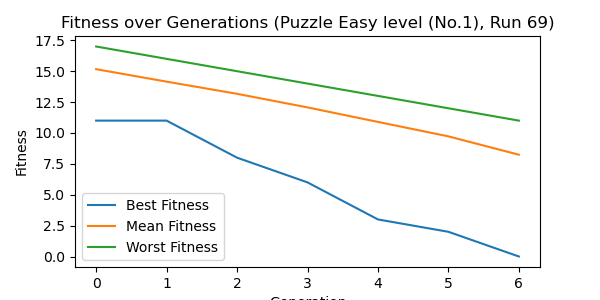 Fitness over Generations (Puzzle Easy level (No.1), Run 69)
17.5
15.0
12.5
10.0
7.5
5.0
2.5
0.0
Fitness
Best Fitness
Mean Fitness
Worst Fitness
0 1 2 3 4 5 6
Generation